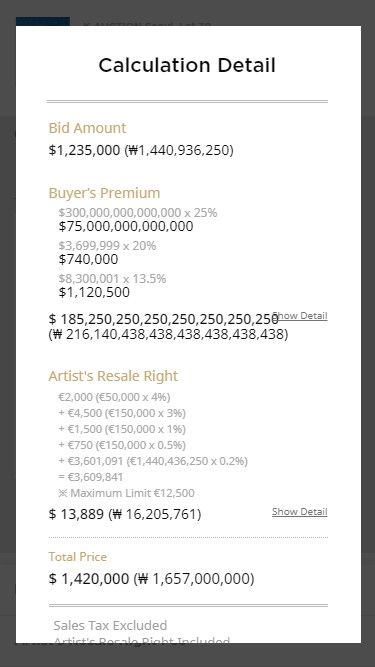 Calculation Detail
Bid Amount
$1,235,000 (₩1,440,936,250)
Buyer's Premium
$300,000,000,000,000 x 25%
$75,000,000,000,000
$3,699,999 x 20%
$740,000
$8,300,001 x 13.5%
$1,120,500
$ 185,250,250,250,250,250,250,250
Show Detail
(₩ 216,140,438,438,438,438,438,438)
Artist's Resale Right
€2,000 (€50,000 x 4%)
+ €4,500 (€150,000 x 3%)
+ €1,500 (€150,000 x 1%)
+ €750 (€150,000 x 0.5%)
+ €3,601,091 (€1,440,436,250 x 0.2%)
= €3,609,841
※ Maximum Limit €12,500
$ 13,889 (₩ 16,205,761)
Show Detail
Total Price
$ 1,420,000 (₩ 1,657,000,000)
Sales Tax Excluded
Artist's Resale Right Included